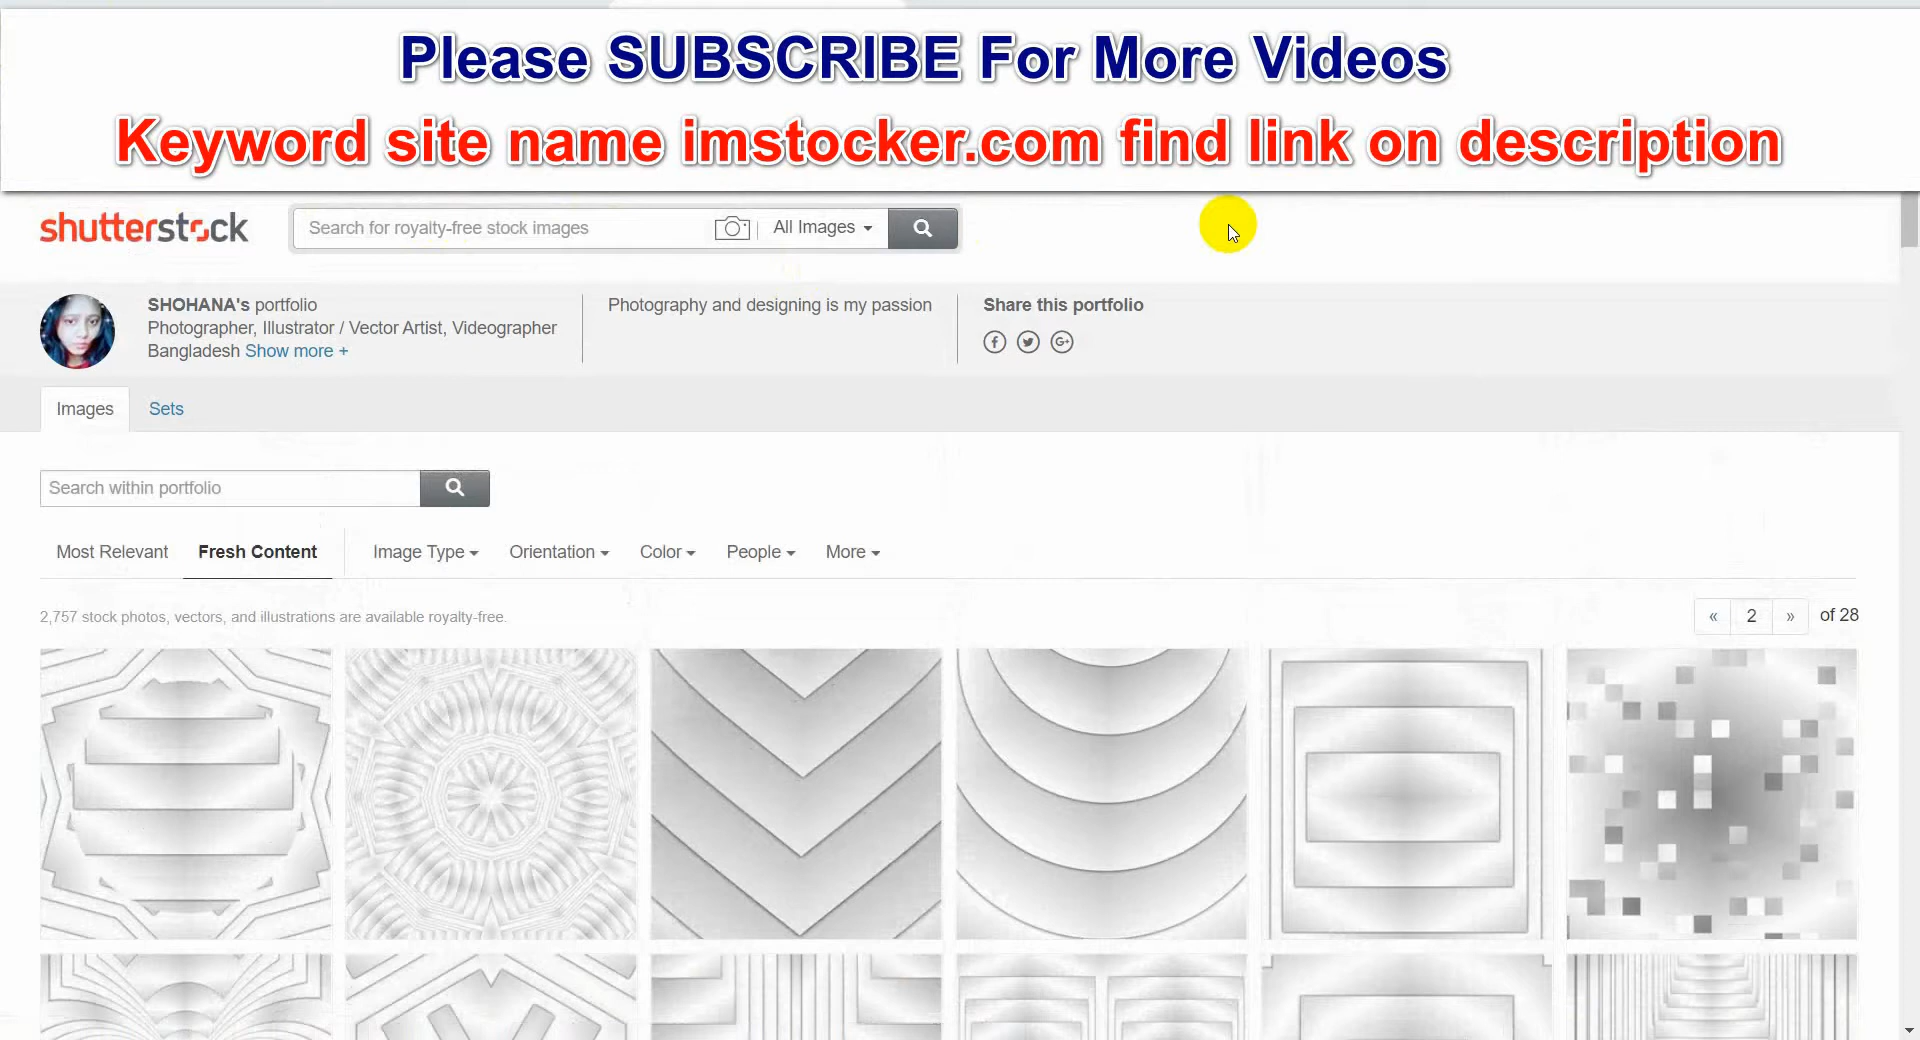 Please SUBSCRIBE For More Videos
Keyword site name imstocker.com find link on description
shutterstock
Search for royalty-free stock images
All Images
SHOHANA's portfolio
Photographer, Illustrator / Vector Artist, Videographer
Bangladesh Show more +
Photography and designing is my passion
Share this portfolio
Images
Sets
Search within portfolio
Most Relevant
Fresh Content
Image Type
Orientation
Color
People
More
2,757 stock photos, vectors, and illustrations are available royalty-free.
« 2 » of 28